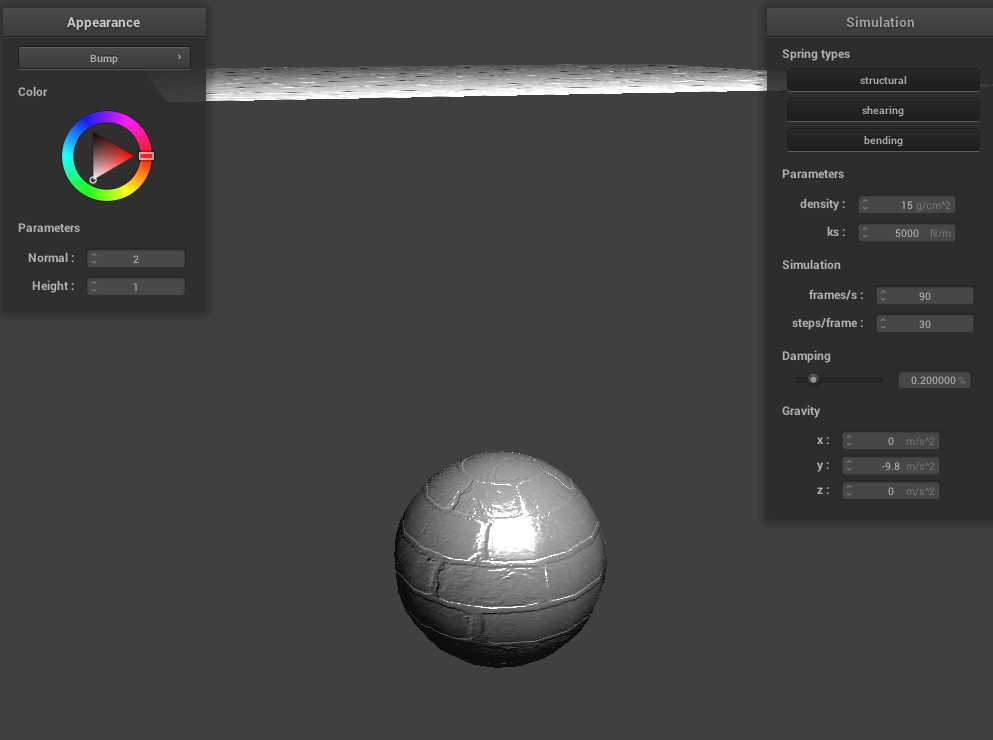 Appearance
Bump
Color
Parameters
Normal : 2
Height : 1
Simulation
Spring types
structural
shearing
bending
Parameters
density : 15 g/cm^2
ks : 5000 N/m
Simulation
frames/s : 90
steps/frame : 30
Damping
0.200000 %
Gravity
x : 0 m/s^2
y : -9.8 m/s^2
z : 0 m/s^2